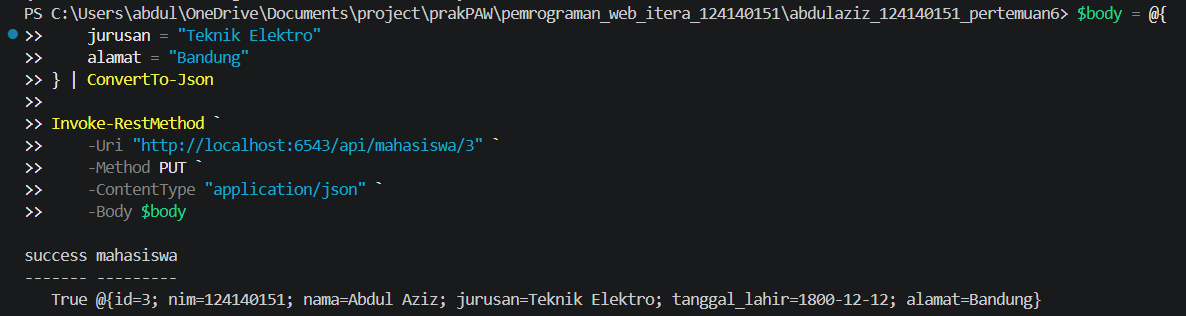 PS C:\Users\abdul\OneDrive\Documents\project\prakPAW\pemrograman_web_itera_124140151\abdulaziz_124140151_pertemuan6> $body = @{
>>     jurusan = "Teknik Elektro"
>>     alamat = "Bandung"
>> } | ConvertTo-Json
>>
>> Invoke-RestMethod `
>>     -Uri "http://localhost:6543/api/mahasiswa/3" `
>>     -Method PUT `
>>     -ContentType "application/json" `
>>     -Body $body
success mahasiswa
------- ---------
   True @{id=3; nim=124140151; nama=Abdul Aziz; jurusan=Teknik Elektro; tanggal_lahir=1800-12-12; alamat=Bandung}